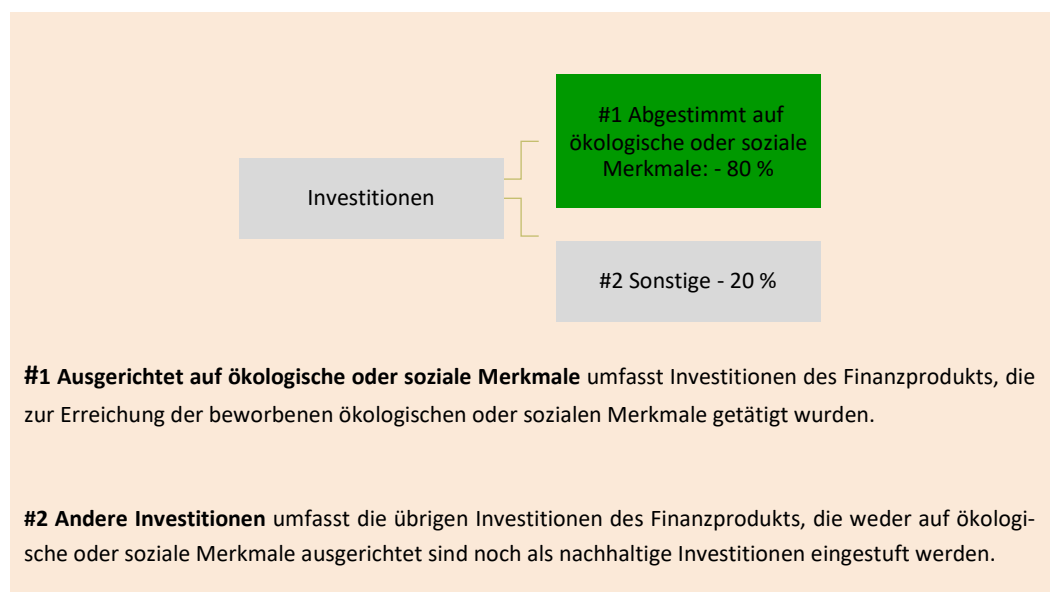 #1 Abgestimmt auf
ökologische oder soziale
Merkmale: - 80 %
Investitionen
#2 Sonstige - 20 %
#1 Ausgerichtet auf ökologische oder soziale Merkmale umfasst Investitionen des Finanzprodukts, die
zur Erreichung der beworbenen ökologischen oder sozialen Merkmale getätigt wurden.
#2 Andere Investitionen umfasst die übrigen Investitionen des Finanzprodukts, die weder auf ökologi-
sche oder soziale Merkmale ausgerichtet sind noch als nachhaltige Investitionen eingestuft werden.